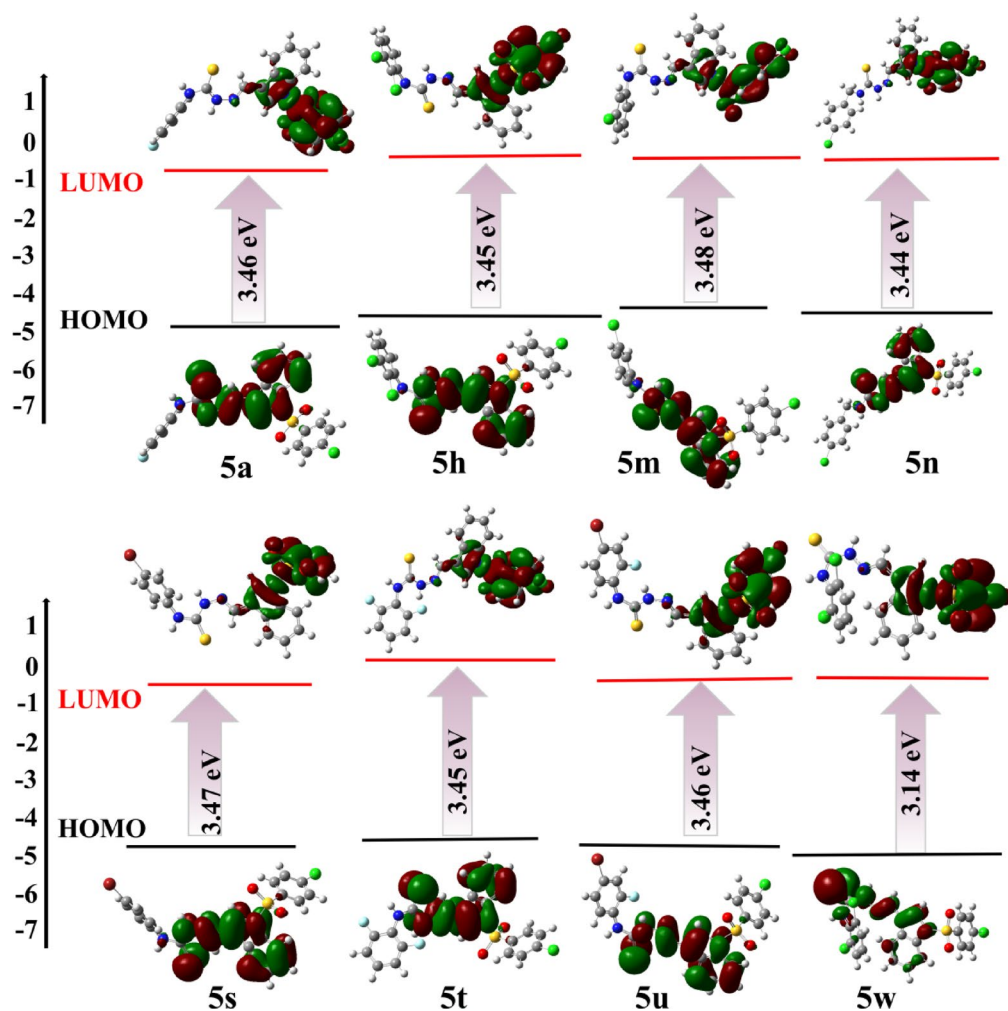 1
0
-1
-2
-3
-4
-5
-6
-7
LUMO
HOMO
3.46 eV
3.45 eV
3.48 eV
3.44 eV
5a
5h
5m
5n
1
0
-1
-2
-3
-4
-5
-6
-7
LUMO
HOMO
3.47 eV
3.45 eV
3.46 eV
3.14 eV
5s
5t
5u
5w